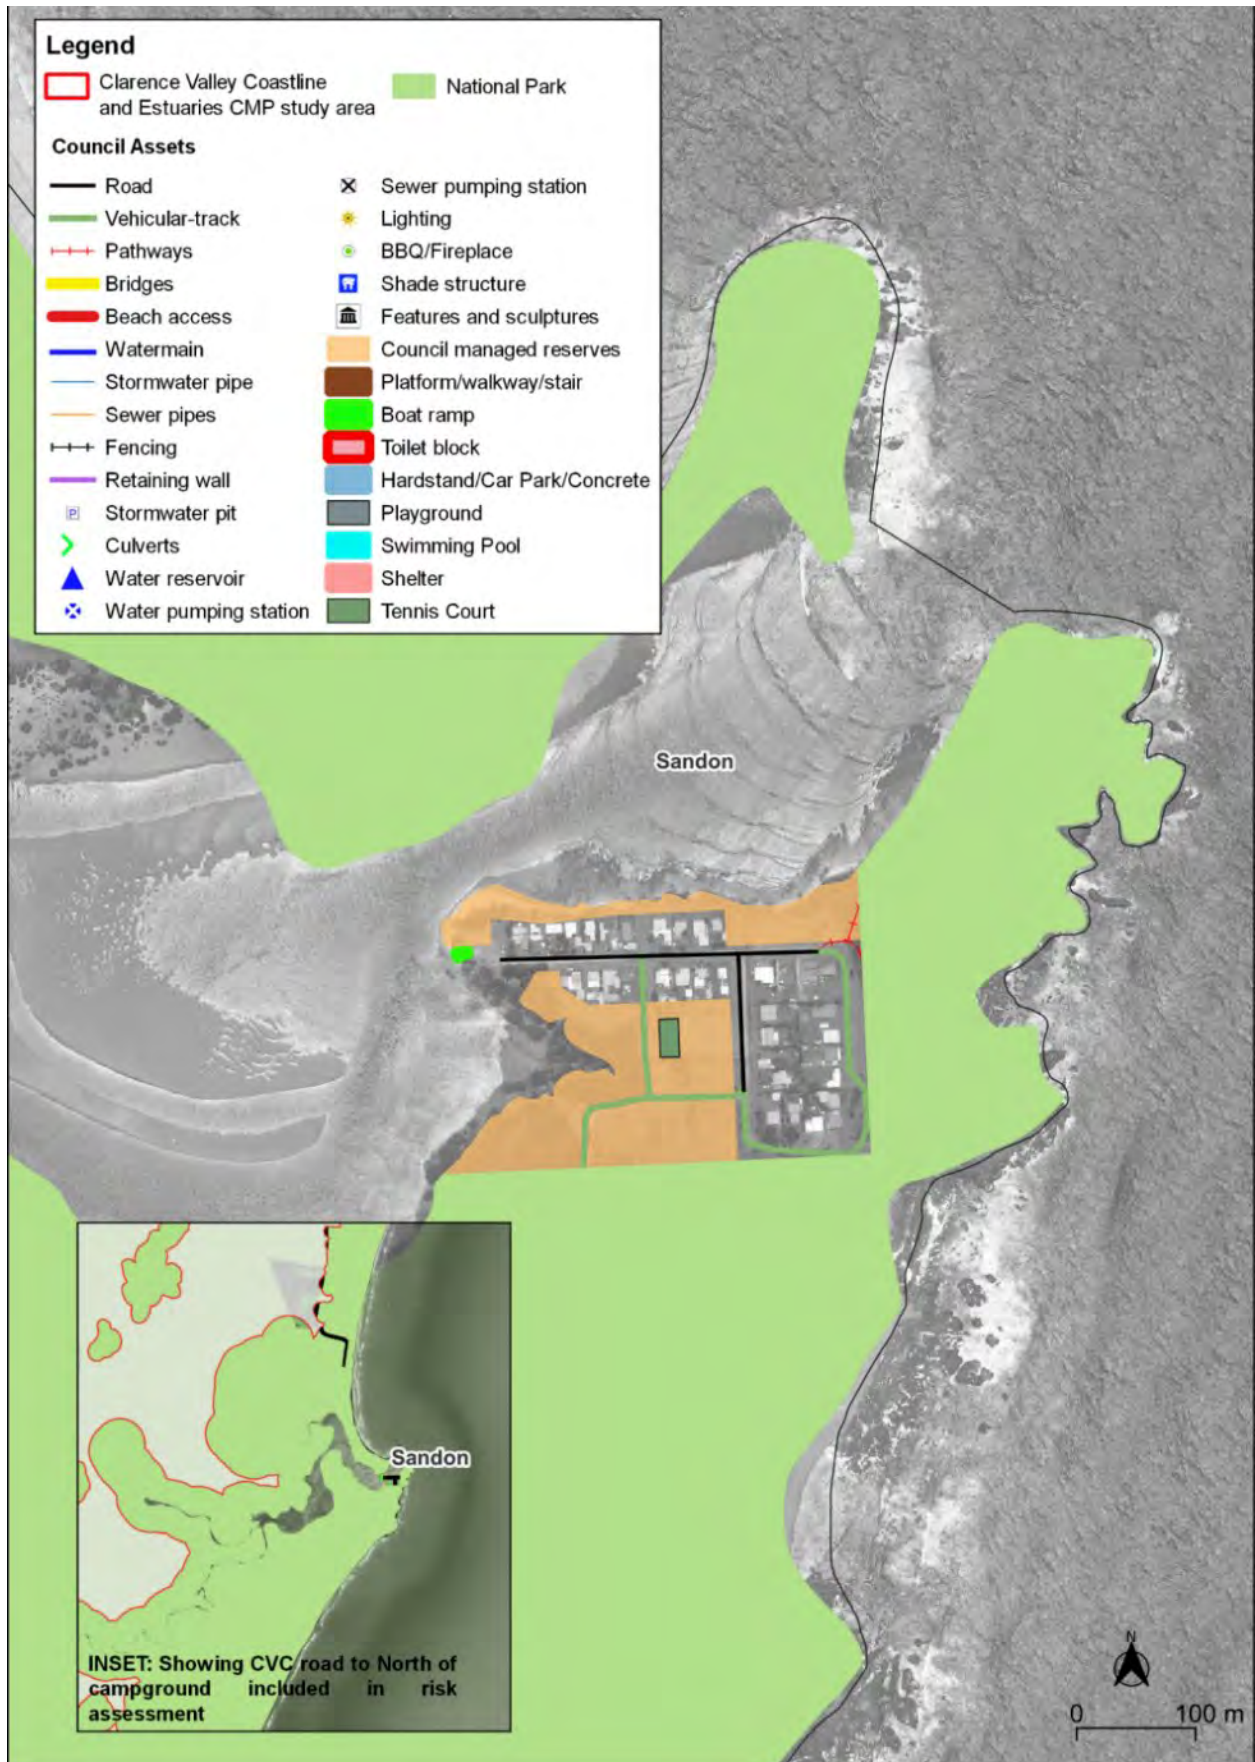 Legend
Clarence Valley Coastline
and Estuaries CMP study area
National Park
Council Assets
Road
Vehicular-track
Pathways
Bridges
Beach access
Watermain
Stormwater pipe
Sewer pipes
Fencing
Retaining wall
P
Stormwater pit
Culverts
Water reservoir
Water pumping station
Sewer pumping station
Lighting
BBQ/Fireplace
Shade structure
Features and sculptures
Council managed reserves
Platform/walkway/stair
Boat ramp
Toilet block
Hardstand/Car Park/Concrete
Playground
Swimming Pool
Shelter
Tennis Court
Sandon
Sandon
INSET: Showing CVC road to North of
campground included in risk
assessment
N
0 100 m